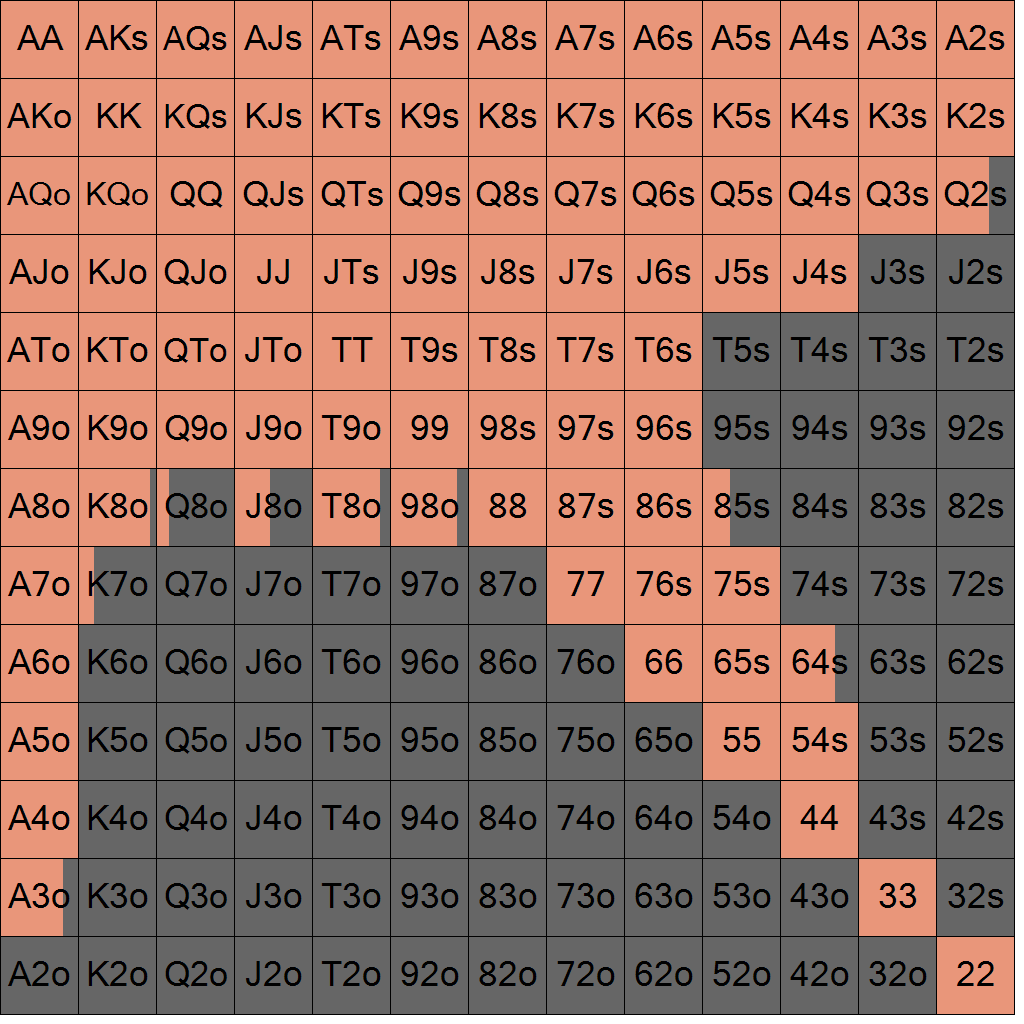 AA AKs AQs AJs ATs A9s A8s A7s A6s A5s A4s A3s A2s
AKo KK KQs KJs KTs K9s K8s K7s K6s K5s K4s K3s K2s
AQo KQo QQ QJs QTs Q9s Q8s Q7s Q6s Q5s Q4s Q3s Q2s
AJo KJo QJo JJ JTs J9s J8s J7s J6s J5s J4s J3s J2s
ATo KTo QTo JTo TT T9s T8s T7s T6s T5s T4s T3s T2s
A9o K9o Q9o J9o T9o 99 98s 97s 96s 95s 94s 93s 92s
A8o K8o Q8o J8o T8o 98o 88 87s 86s 85s 84s 83s 82s
A7o K7o Q7o J7o T7o 97o 87o 77 76s 75s 74s 73s 72s
A6o K6o Q6o J6o T6o 96o 86o 76o 66 65s 64s 63s 62s
A5o K5o Q5o J5o T5o 95o 85o 75o 65o 55 54s 53s 52s
A4o K4o Q4o J4o T4o 94o 84o 74o 64o 54o 44 43s 42s
A3o K3o Q3o J3o T3o 93o 83o 73o 63o 53o 43o 33 32s
A2o K2o Q2o J2o T2o 92o 82o 72o 62o 52o 42o 32o 22